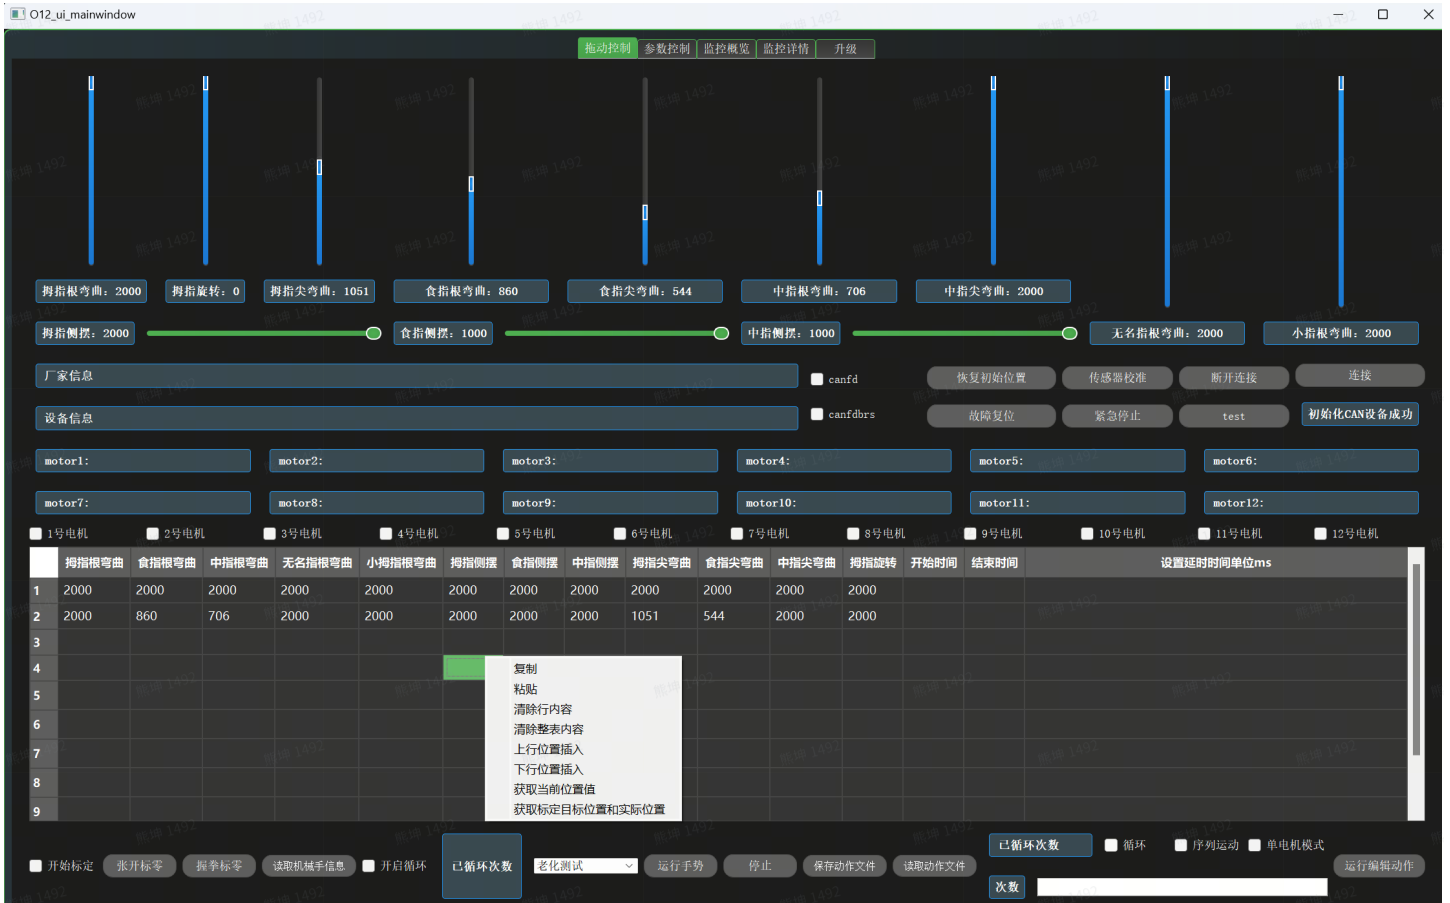 O12_ui_mainwindow
拖动控制 参数控制 监控概览 监控详情 升级
拇指根弯曲：2000 拇指旋转：0 拇指尖弯曲：1051 食指根弯曲：860 食指尖弯曲：544 中指根弯曲：706 中指尖弯曲：2000
拇指侧摆：2000 食指侧摆：1000 中指侧摆：1000 无名指根弯曲：2000 小指根弯曲：2000
厂家信息 canfd 恢复初始位置 传感器校准 断开连接 连接
设备信息 canfdbrs 故障复位 紧急停止 test 初始化CAN设备成功
motor1: motor2: motor3: motor4: motor5: motor6:
motor7: motor8: motor9: motor10: motor11: motor12:
1号电机 2号电机 3号电机 4号电机 5号电机 6号电机 7号电机 8号电机 9号电机 10号电机 11号电机 12号电机
拇指根弯曲 食指根弯曲 中指根弯曲 无名指根弯曲 小拇指根弯曲 拇指侧摆 食指侧摆 中指侧摆 拇指尖弯曲 食指尖弯曲 中指尖弯曲 拇指旋转 开始时间 结束时间 设置延时时间单位ms
1 2000 2000 2000 2000 2000 2000 2000 2000 2000 2000 2000 2000
2 2000 860 706 2000 2000 2000 2000 2000 1051 544 2000 2000
3
4
5
6
7
8
9
复制
粘贴
清除行内容
清除整表内容
上行位置插入
下行位置插入
获取当前位置值
获取标定目标位置和实际位置
开始标定 张开标零 握拳标零 读取机械手信息 开启循环 已循环次数 老化测试 运行手势 停止 保存动作文件 读取动作文件
已循环次数 循环 序列运动 单电机模式
运行编辑动作
次数
熊坤 1492